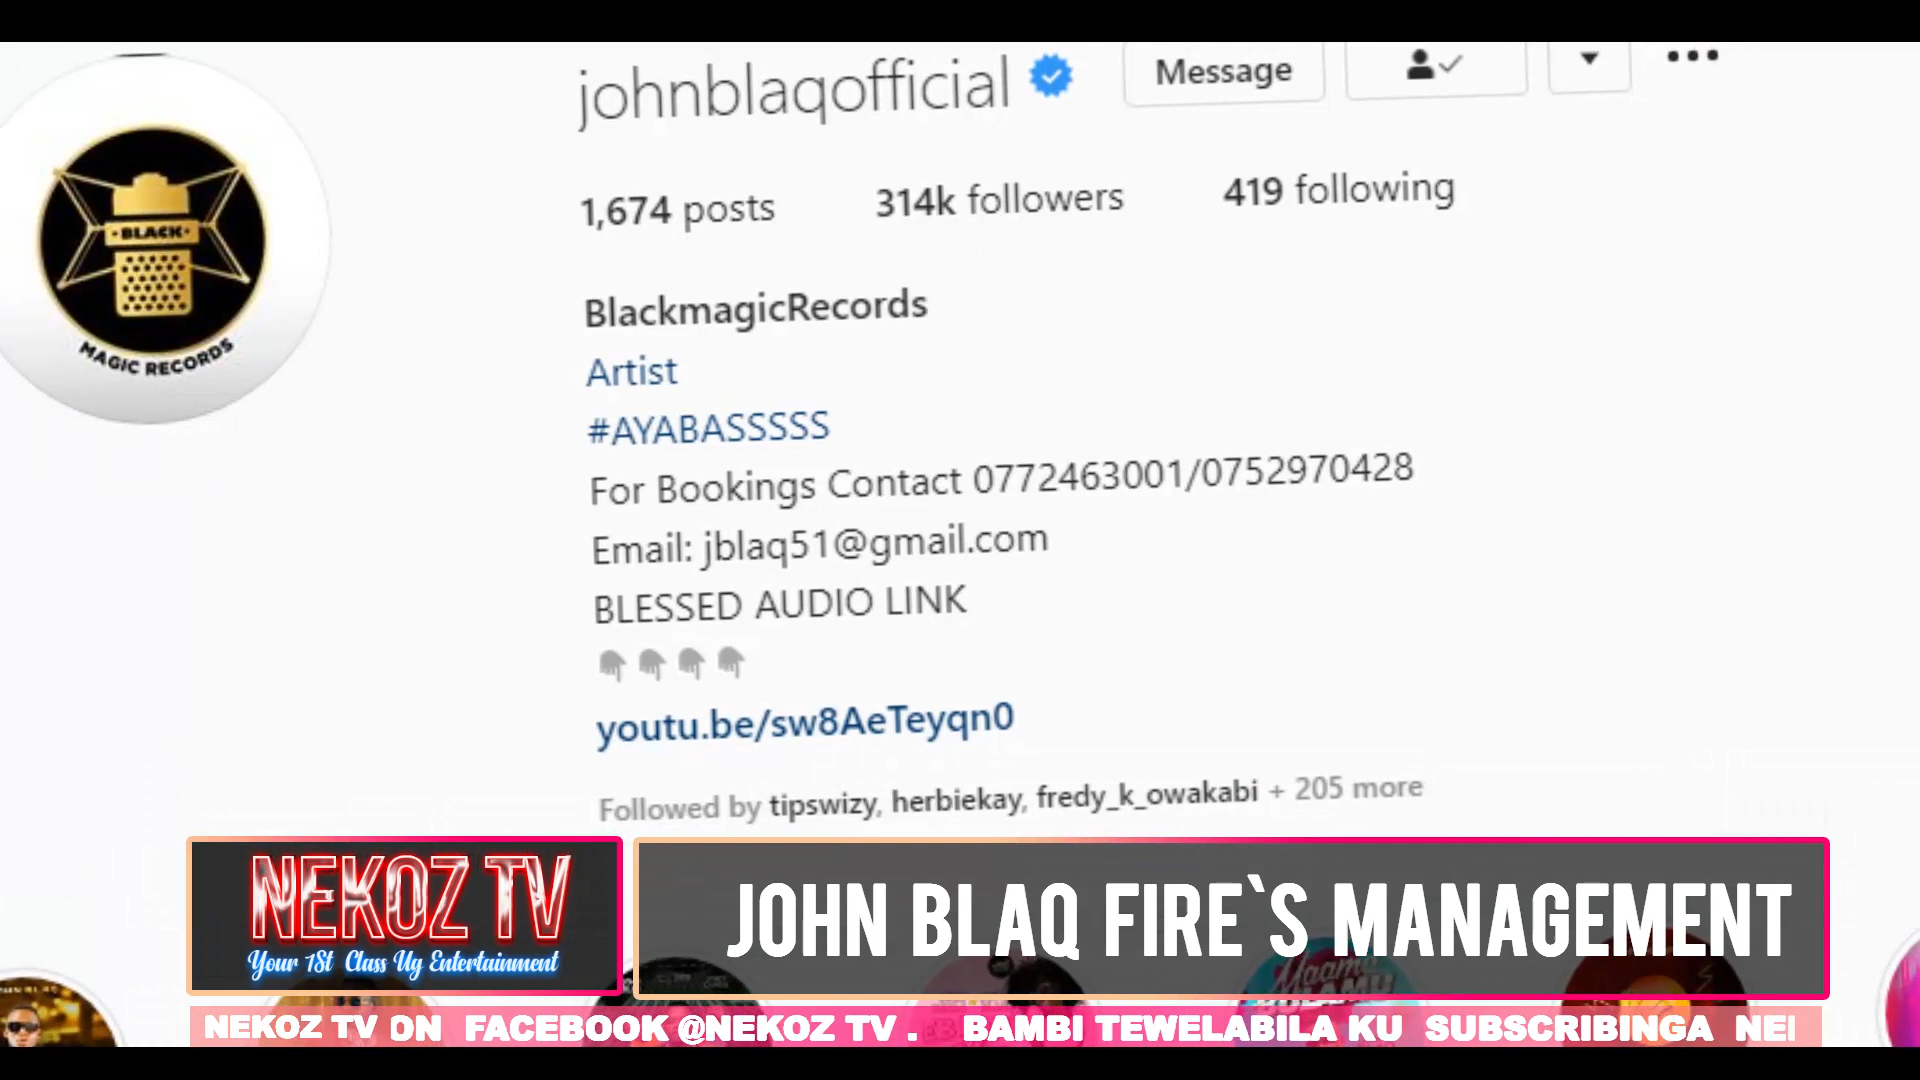 johnblaqofficial
Message
1,674 posts 314k followers 419 following
·BLACK·
MAGIC RECORDS
BlackmagicRecords
Artist
#AYABASSSSS
For Bookings Contact 0772463001/0752970428
Email: jblaq51@gmail.com
BLESSED AUDIO LINK
👇👇👇👇
youtu.be/sw8AeTeyqn0
Followed by tipswizy, herbiekay, fredy_k_owakabi + 205 more
NEKOZ TV
Your 1St Class Ug Entertainment
JOHN BLAQ FIRE`S MANAGEMENT
NEKOZ TV ON FACEBOOK @NEKOZ TV . BAMBI TEWELABILA KU SUBSCRIBINGA